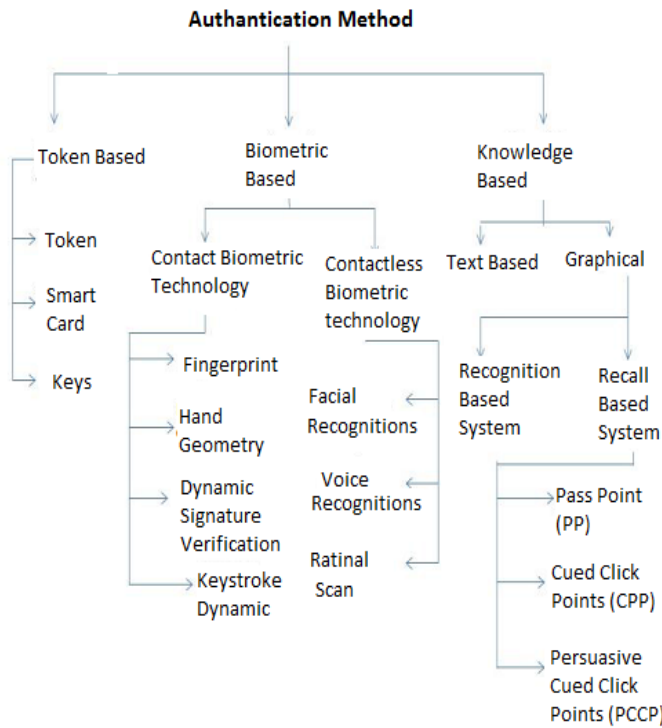 Authantication Method
Token Based
Token
Smart
Card
Keys
Biometric
Based
Contact Biometric
Technology
Fingerprint
Hand
Geometry
Dynamic
Signature
Verification
Keystroke
Dynamic
Contactless
Biometric
technology
Facial
Recognitions
Voice
Recognitions
Ratinal
Scan
Knowledge
Based
Text Based
Graphical
Recognition
Based
System
Recall
Based
System
Pass Point
(PP)
Cued Click
Points (CPP)
Persuasive
Cued Click
Points (PCCP)